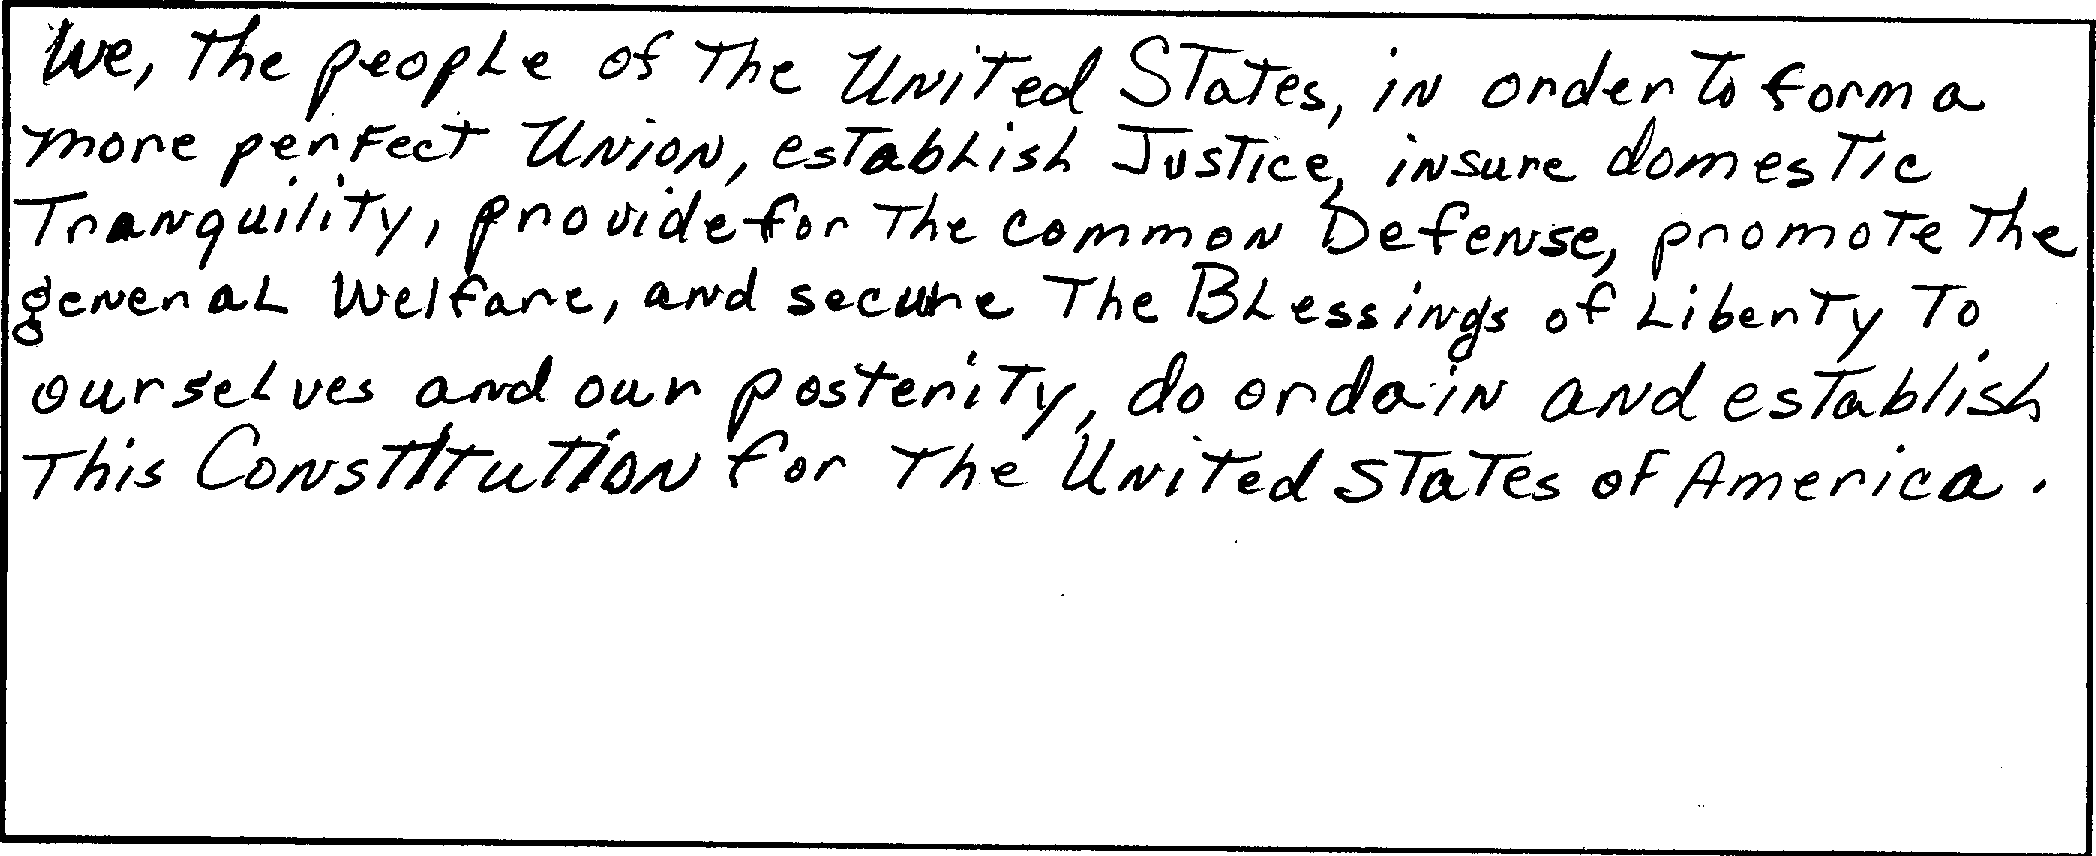 We, the people of the United States, in order to form a
more perfect Union, establish Justice, insure domestic
Tranquility, provide for the common Defense, promote the
general Welfare, and secure the Blessings of Liberty to
ourselves and our posterity, do ordain and establish
this Constitution for the United States of America.